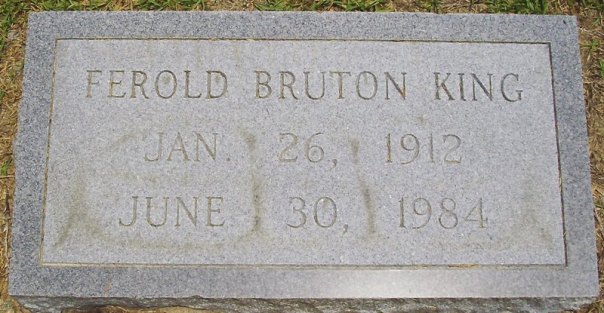 FEROLD BRUTON KING
JAN. 26, 1912
JUNE 30, 1984